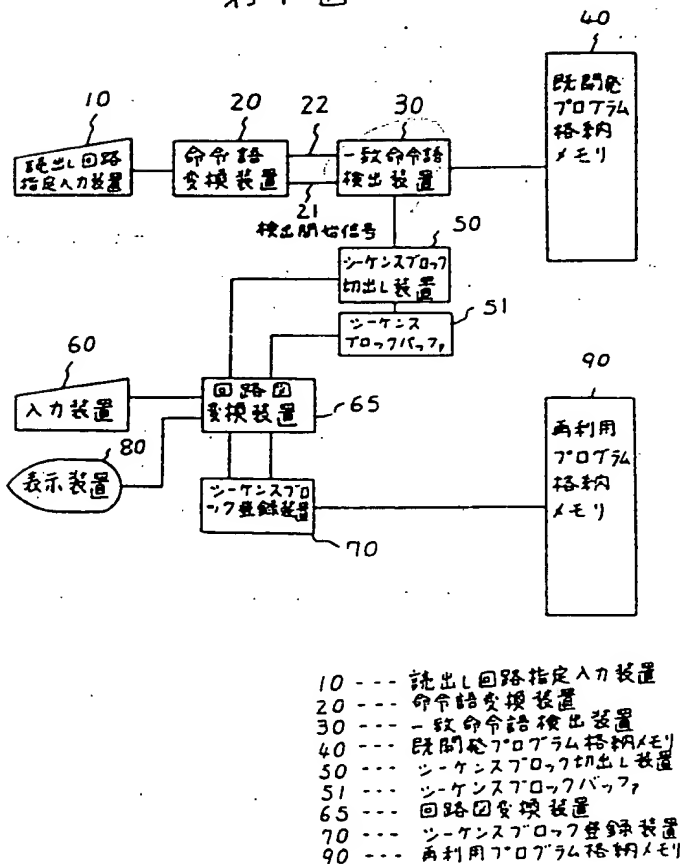 40
既開発
プログラム
格納
メモリ
10
20
22
30
読出し回路
指定入力装置
命令語
変換装置
一致命令語
検出装置
21
検出開始信号
50
シーケンスブロック
切出し装置
51
シーケンス
ブロックバッファ
60
入力装置
回路図
変換装置
65
80
表示装置
シーケンスブロ
ック登録装置
70
90
再利用
プログラム
格納
メモリ
10 --- 読出し回路指定入力装置
20 --- 命令語変換装置
30 --- 一致命令語検出装置
40 --- 既開発プログラム格納メモリ
50 --- シーケンスブロック切出し装置
51 --- シーケンスブロックバッファ
65 --- 回路図変換装置
70 --- シーケンスブロック登録装置
90 --- 再利用プログラム格納メモリ